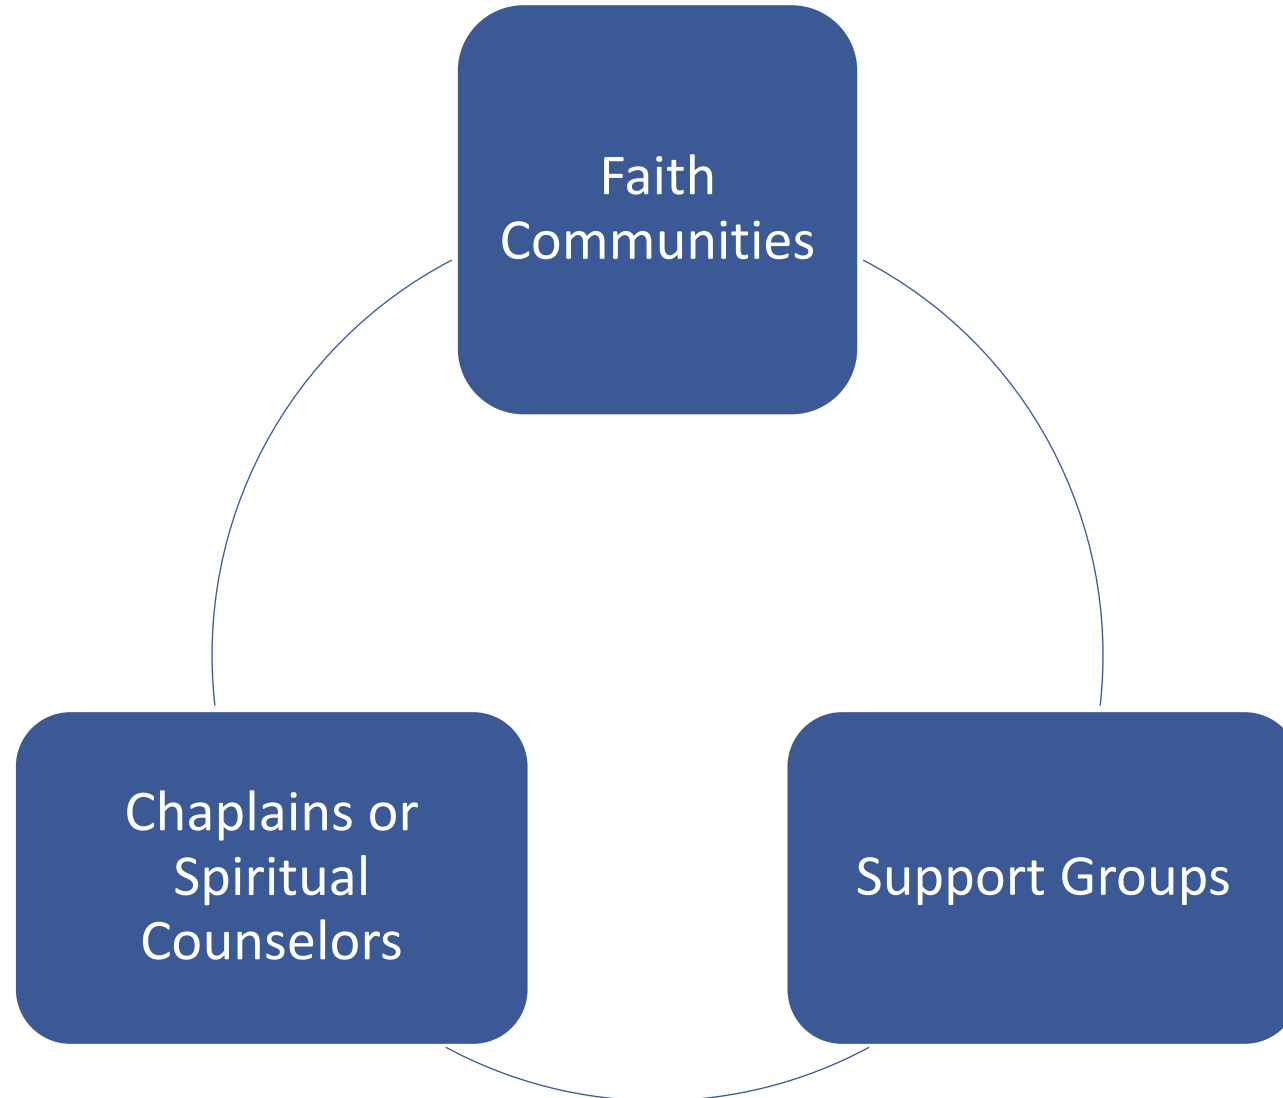 Faith
Communities
Chaplains or
Spiritual
Counselors
Support Groups